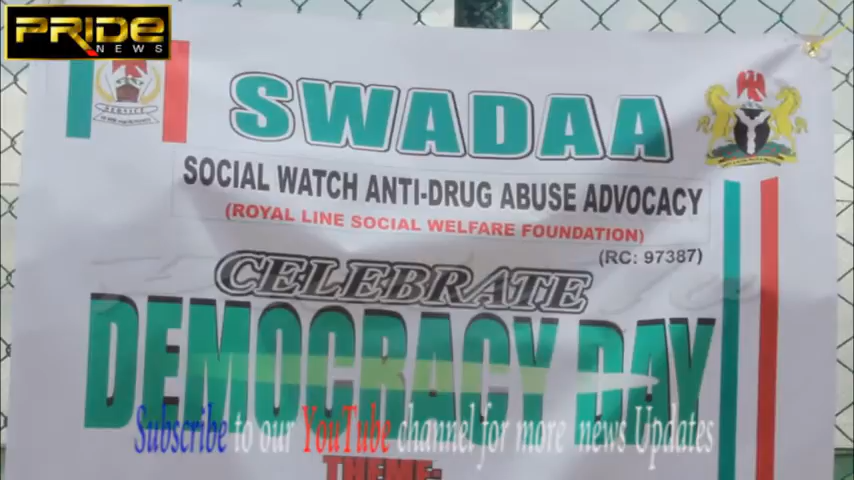 PRIDE
NEWS
SERVICE
SWADAA
SOCIAL WATCH ANTI-DRUG ABUSE ADVOCACY
(ROYAL LINE SOCIAL WELFARE FOUNDATION)
(RC: 97387)
CELEBRATE
DEMOCRACY DAY
Subscribe to our YouTube channel for more news Updates
THEME: